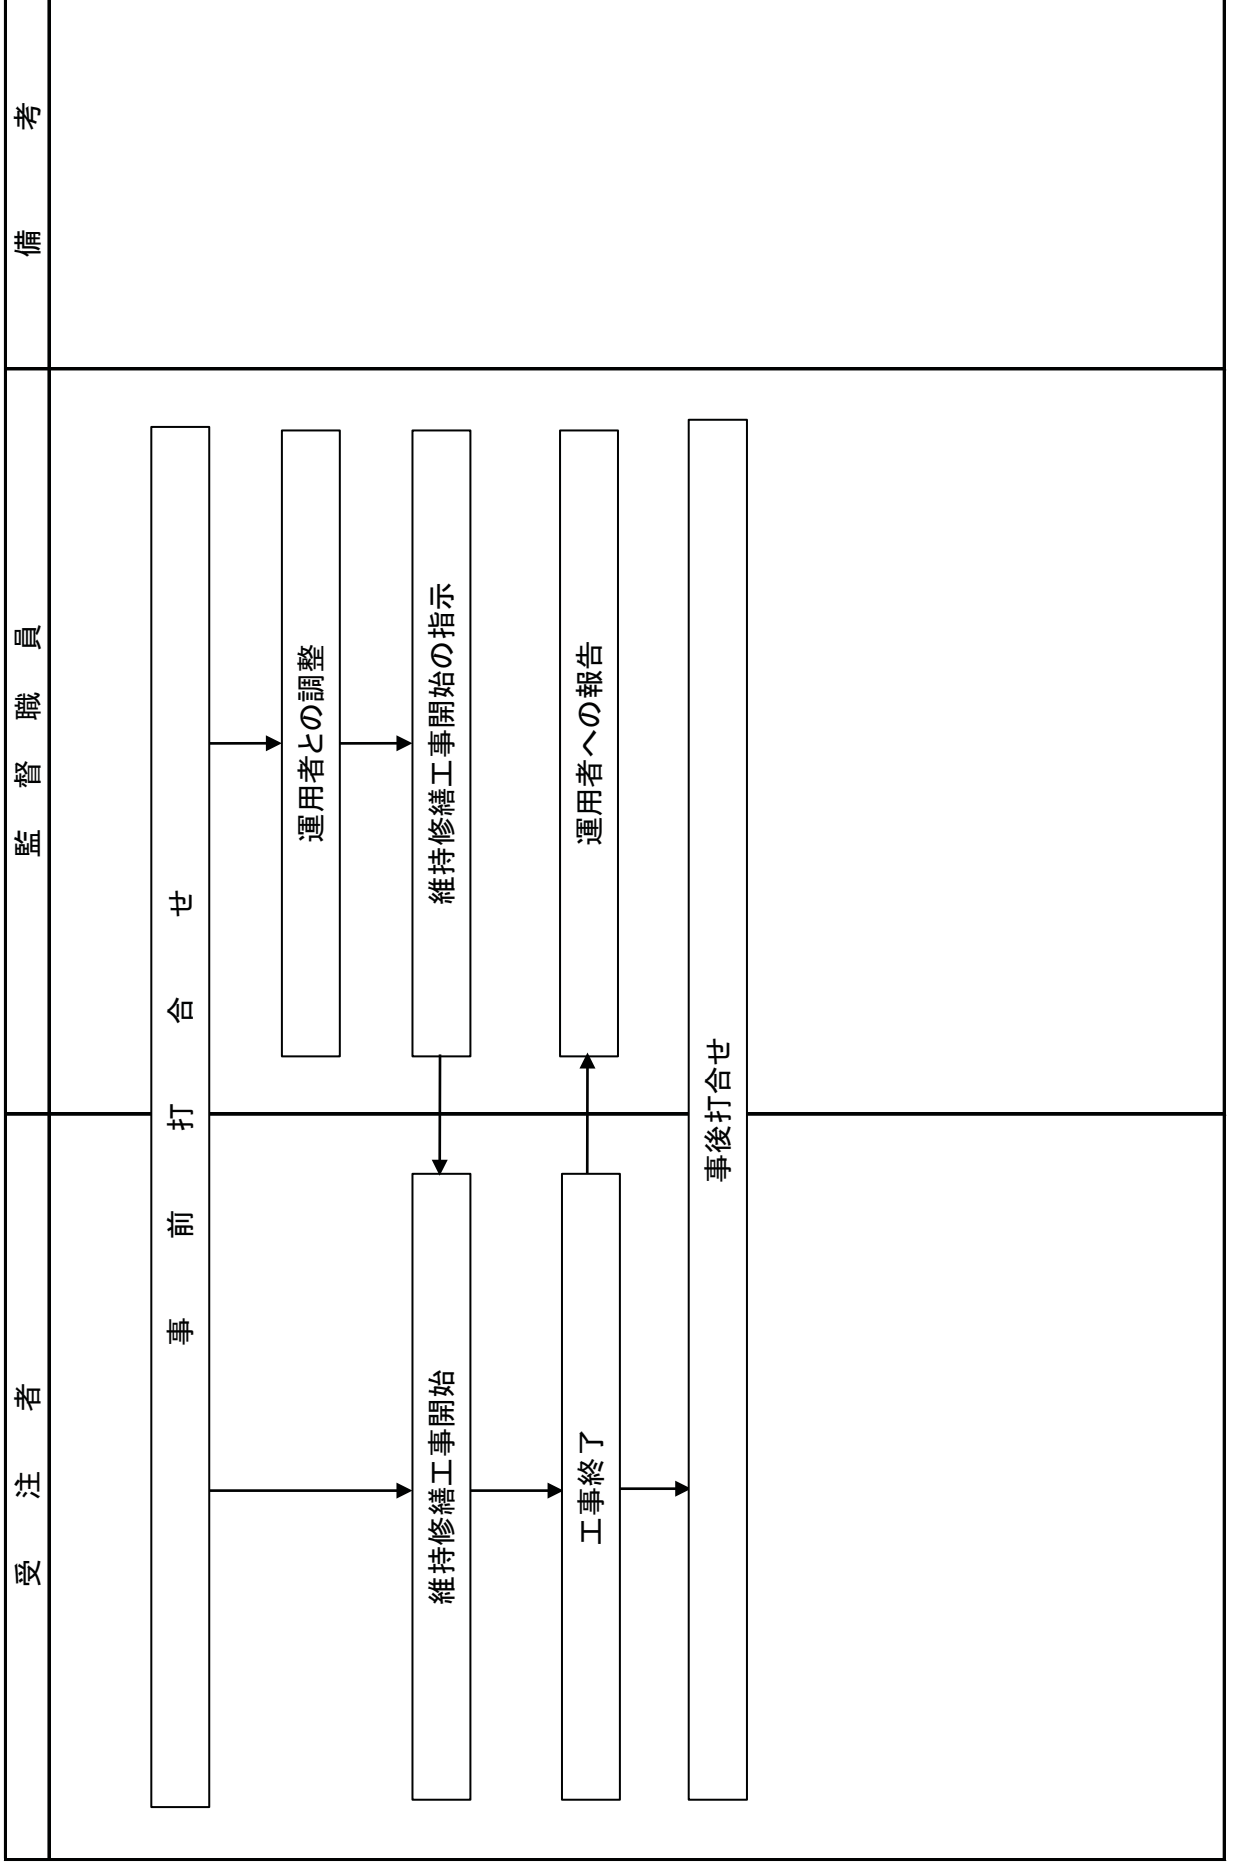 受注者
監督職員
備考
事前打合せ
運用者との調整
維持修繕工事開始
維持修繕工事開始の指示
工事終了
運用者への報告
事後打合せ